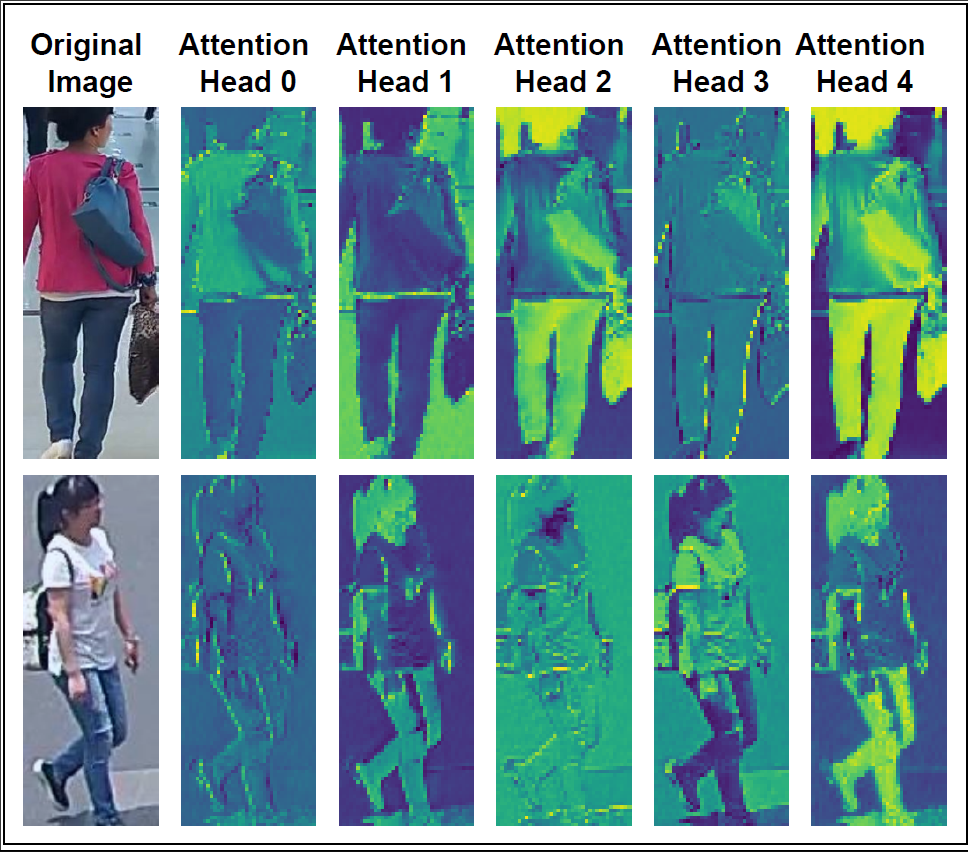 Original Image
Attention Head 0
Attention Head 1
Attention Head 2
Attention Head 3
Attention Head 4